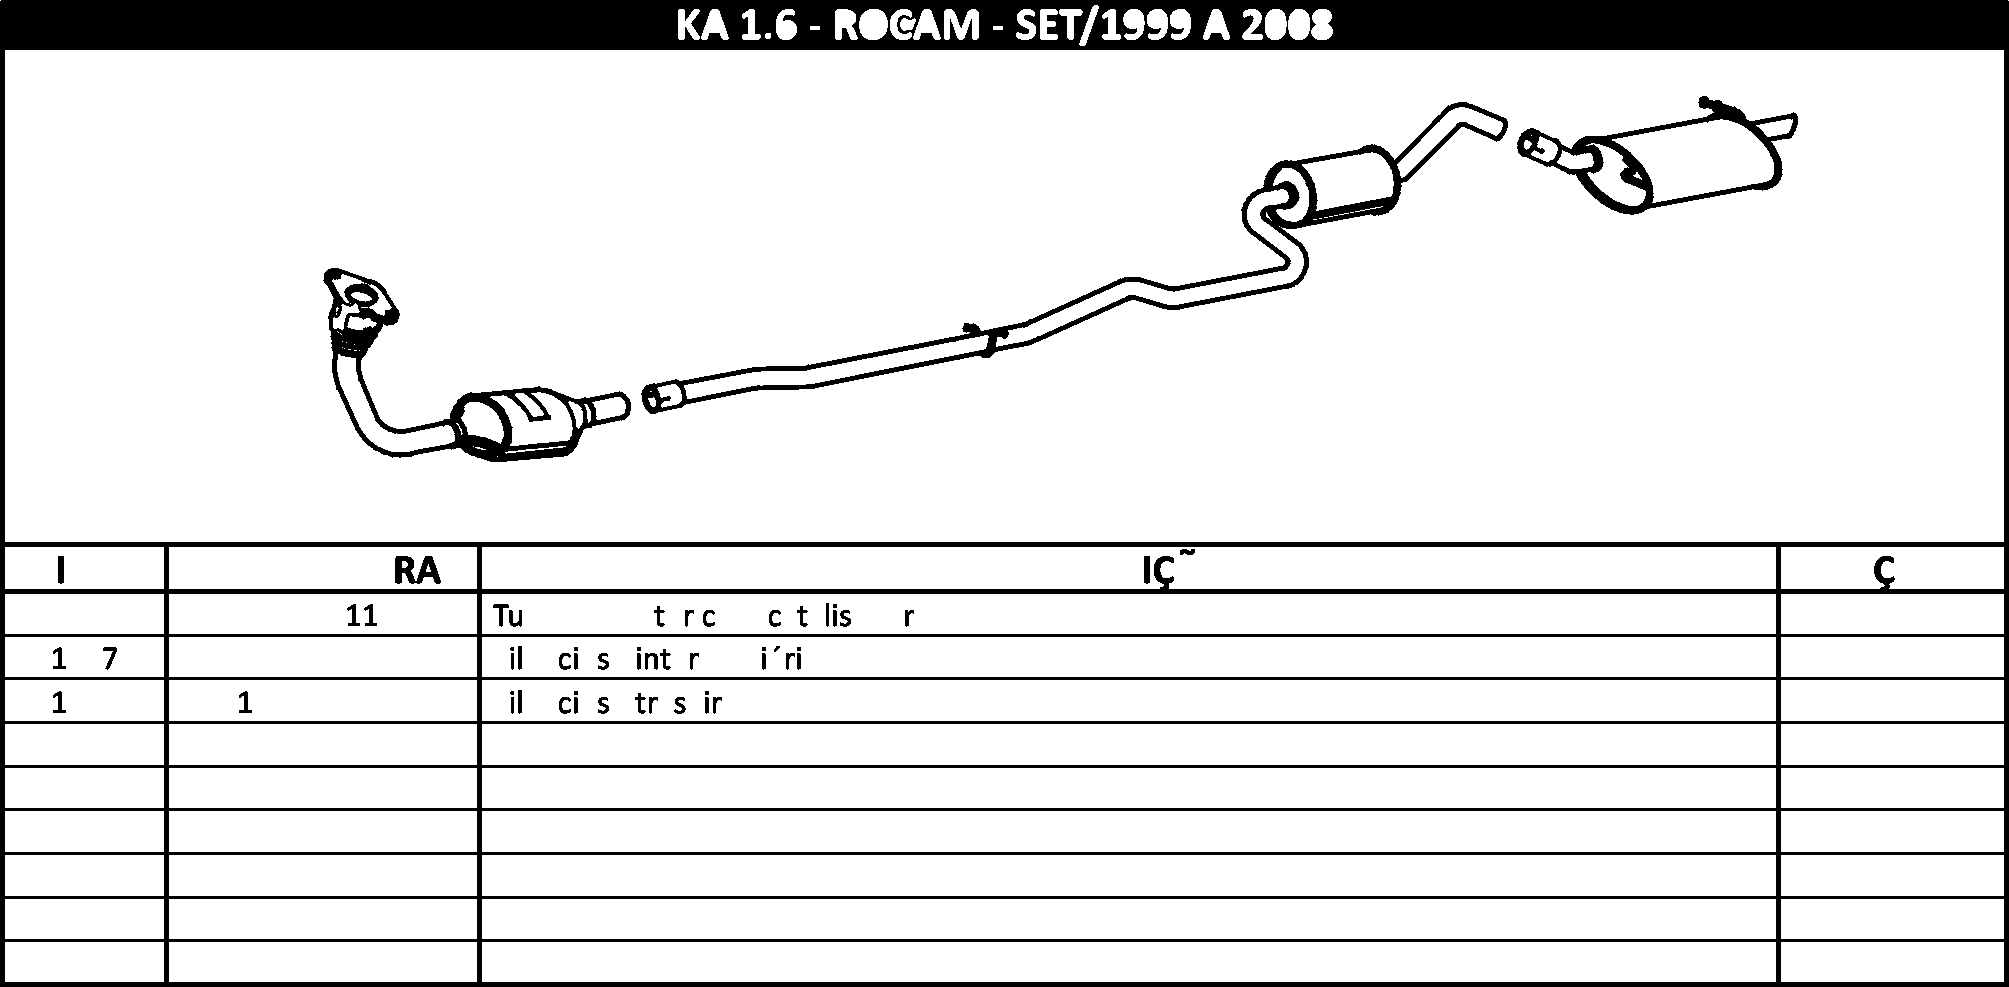 KA 1.6 - ROCAM - SET/1999 A 2008
I RA IÇ˜ Ç
11 Tu t r c c t lis r
1 7 il ci s int r i´ri
1 1 il ci s tr s ir